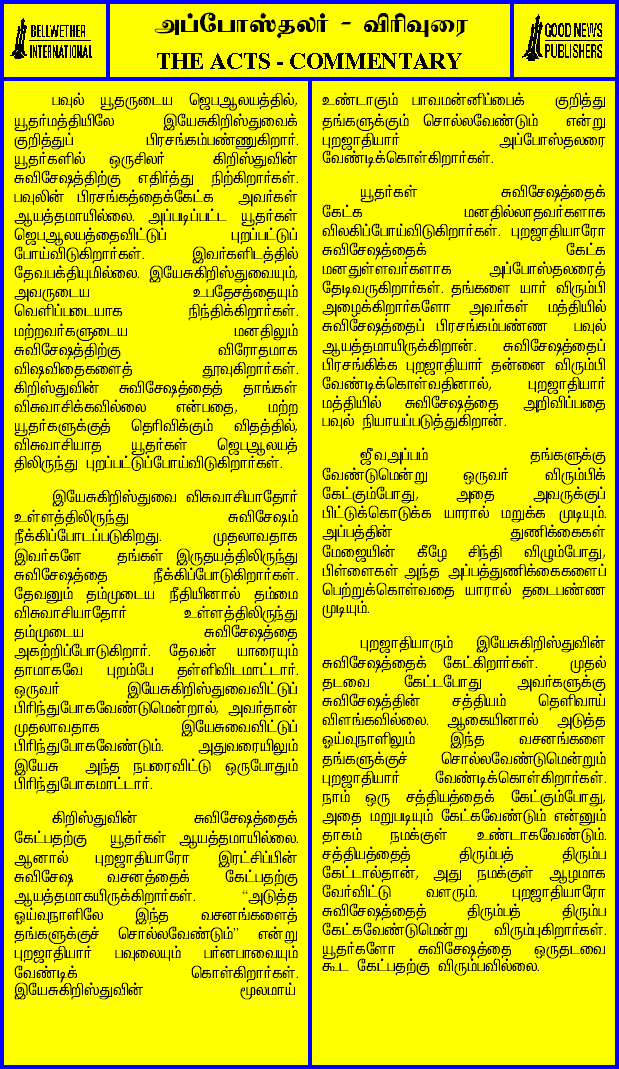 BELLWETHER
INTERNATIONAL
அப்போஸ்தலர் - விரிவுரை
THE ACTS - COMMENTARY
GOOD NEWS
PUBLISHERS
பவுல் யூதருடைய ஜெபஆலயத்தில்,
யூதர்மத்தியிலே இயேசுகிறிஸ்துவைக்
குறித்துப் பிரசங்கம்பண்ணுகிறார்.
யூதர்களில் ஒருசிலர் கிறிஸ்துவின்
சுவிசேஷத்திற்கு எதிர்த்து நிற்கிறார்கள்.
பவுலின் பிரசங்கத்தைக்கேட்க அவர்கள்
ஆயத்தமாயில்லை. அப்படிப்பட்ட யூதர்கள்
ஜெபஆலயத்தைவிட்டுப் புறப்பட்டுப்
போய்விடுகிறார்கள். இவர்களிடத்தில்
தேவபக்தியுமில்லை. இயேசுகிறிஸ்துவையும்,
அவருடைய உபதேசத்தையும்
வெளிப்படையாக நிந்திக்கிறார்கள்.
மற்றவர்களுடைய மனதிலும்
சுவிசேஷத்திற்கு விரோதமாக
விஷவிதைகளைத் தூவுகிறார்கள்.
கிறிஸ்துவின் சுவிசேஷத்தைத் தாங்கள்
விசுவாசிக்கவில்லை என்பதை, மற்ற
யூதர்களுக்குத் தெரிவிக்கும் விதத்தில்,
விசுவாசியாத யூதர்கள் ஜெபஆலயத்
திலிருந்து புறப்பட்டுப்போய்விடுகிறார்கள்.
இயேசுகிறிஸ்துவை விசுவாசியாதோர்
உள்ளத்திலிருந்து சுவிசேஷம்
நீக்கிப்போடப்படுகிறது. முதலாவதாக
இவர்களே தங்கள் இருதயத்திலிருந்து
சுவிசேஷத்தை நீக்கிப்போடுகிறார்கள்.
தேவனும் தம்முடைய நீதியினால் தம்மை
விசுவாசியாதோர் உள்ளத்திலிருந்து
தம்முடைய சுவிசேஷத்தை
அகற்றிப்போடுகிறார். தேவன் யாரையும்
தாமாகவே புறம்பே தள்ளிவிடமாட்டார்.
ஒருவர் இயேசுகிறிஸ்துவைவிட்டுப்
பிரிந்துபோகவேண்டுமென்றால், அவர்தான்
முதலாவதாக இயேசுவைவிட்டுப்
பிரிந்துபோகவேண்டும். அதுவரையிலும்
இயேசு அந்த நபரைவிட்டு ஒருபோதும்
பிரிந்துபோகமாட்டார்.
கிறிஸ்துவின் சுவிசேஷத்தைக்
கேட்பதற்கு யூதர்கள் ஆயத்தமாயில்லை.
ஆனால் புறஜாதியாரோ இரட்சிப்பின்
சுவிசேஷ வசனத்தைக் கேட்பதற்கு
ஆயத்தமாகயிருக்கிறார்கள். “அடுத்த
ஓய்வுநாளிலே இந்த வசனங்களைத்
தங்களுக்குச் சொல்லவேண்டும்” என்று
புறஜாதியார் பவுலையும் பர்னபாவையும்
வேண்டிக் கொள்கிறார்கள்.
இயேசுகிறிஸ்துவின் மூலமாய்
உண்டாகும் பாவமன்னிப்பைக் குறித்து
தங்களுக்கும் சொல்லவேண்டும் என்று
புறஜாதியார் அப்போஸ்தலரை
வேண்டிக்கொள்கிறார்கள்.
யூதர்கள் சுவிசேஷத்தைக்
கேட்க மனதில்லாதவர்களாக
விலகிப்போய்விடுகிறார்கள். புறஜாதியாரோ
சுவிசேஷத்தைக் கேட்க
மனதுள்ளவர்களாக அப்போஸ்தலரைத்
தேடிவருகிறார்கள். தங்களை யார் விரும்பி
அழைக்கிறார்களோ அவர்கள் மத்தியில்
சுவிசேஷத்தைப் பிரசங்கம்பண்ண பவுல்
ஆயத்தமாயிருக்கிறான். சுவிசேஷத்தைப்
பிரசங்கிக்க புறஜாதியார் தன்னை விரும்பி
வேண்டிக்கொள்வதினால், புறஜாதியார்
மத்தியில் சுவிசேஷத்தை அறிவிப்பதை
பவுல் நியாயப்படுத்துகிறான்.
ஜீவஅப்பம் தங்களுக்கு
வேண்டுமென்று ஒருவர் விரும்பிக்
கேட்கும்போது, அதை அவருக்குப்
பிட்டுக்கொடுக்க யாரால் மறுக்க முடியும்.
அப்பத்தின் துணிக்கைகள்
மேஜையின் கீழே சிந்தி விழும்போது,
பிள்ளைகள் அந்த அப்பத்துணிக்கைகளைப்
பெற்றுக்கொள்வதை யாரால் தடைபண்ண
முடியும்.
புறஜாதியாரும் இயேசுகிறிஸ்துவின்
சுவிசேஷத்தைக் கேட்கிறார்கள். முதல்
தடவை கேட்டபோது அவர்களுக்கு
சுவிசேஷத்தின் சத்தியம் தெளிவாய்
விளங்கவில்லை. ஆகையினால் அடுத்த
ஓய்வுநாளிலும் இந்த வசனங்களை
தங்களுக்குச் சொல்லவேண்டுமென்றும்
புறஜாதியார் வேண்டிக்கொள்கிறார்கள்.
நாம் ஒரு சத்தியத்தைக் கேட்கும்போது,
அதை மறுபடியும் கேட்கவேண்டும் என்னும்
தாகம் நமக்குள் உண்டாகவேண்டும்.
சத்தியத்தைத் திரும்பத் திரும்ப
கேட்டால்தான், அது நமக்குள் ஆழமாக
வேர்விட்டு வளரும். புறஜாதியாரோ
சுவிசேஷத்தைத் திரும்பத் திரும்ப
கேட்கவேண்டுமென்று விரும்புகிறார்கள்.
யூதர்களோ சுவிசேஷத்தை ஒருதடவை
கூட கேட்பதற்கு விரும்பவில்லை.